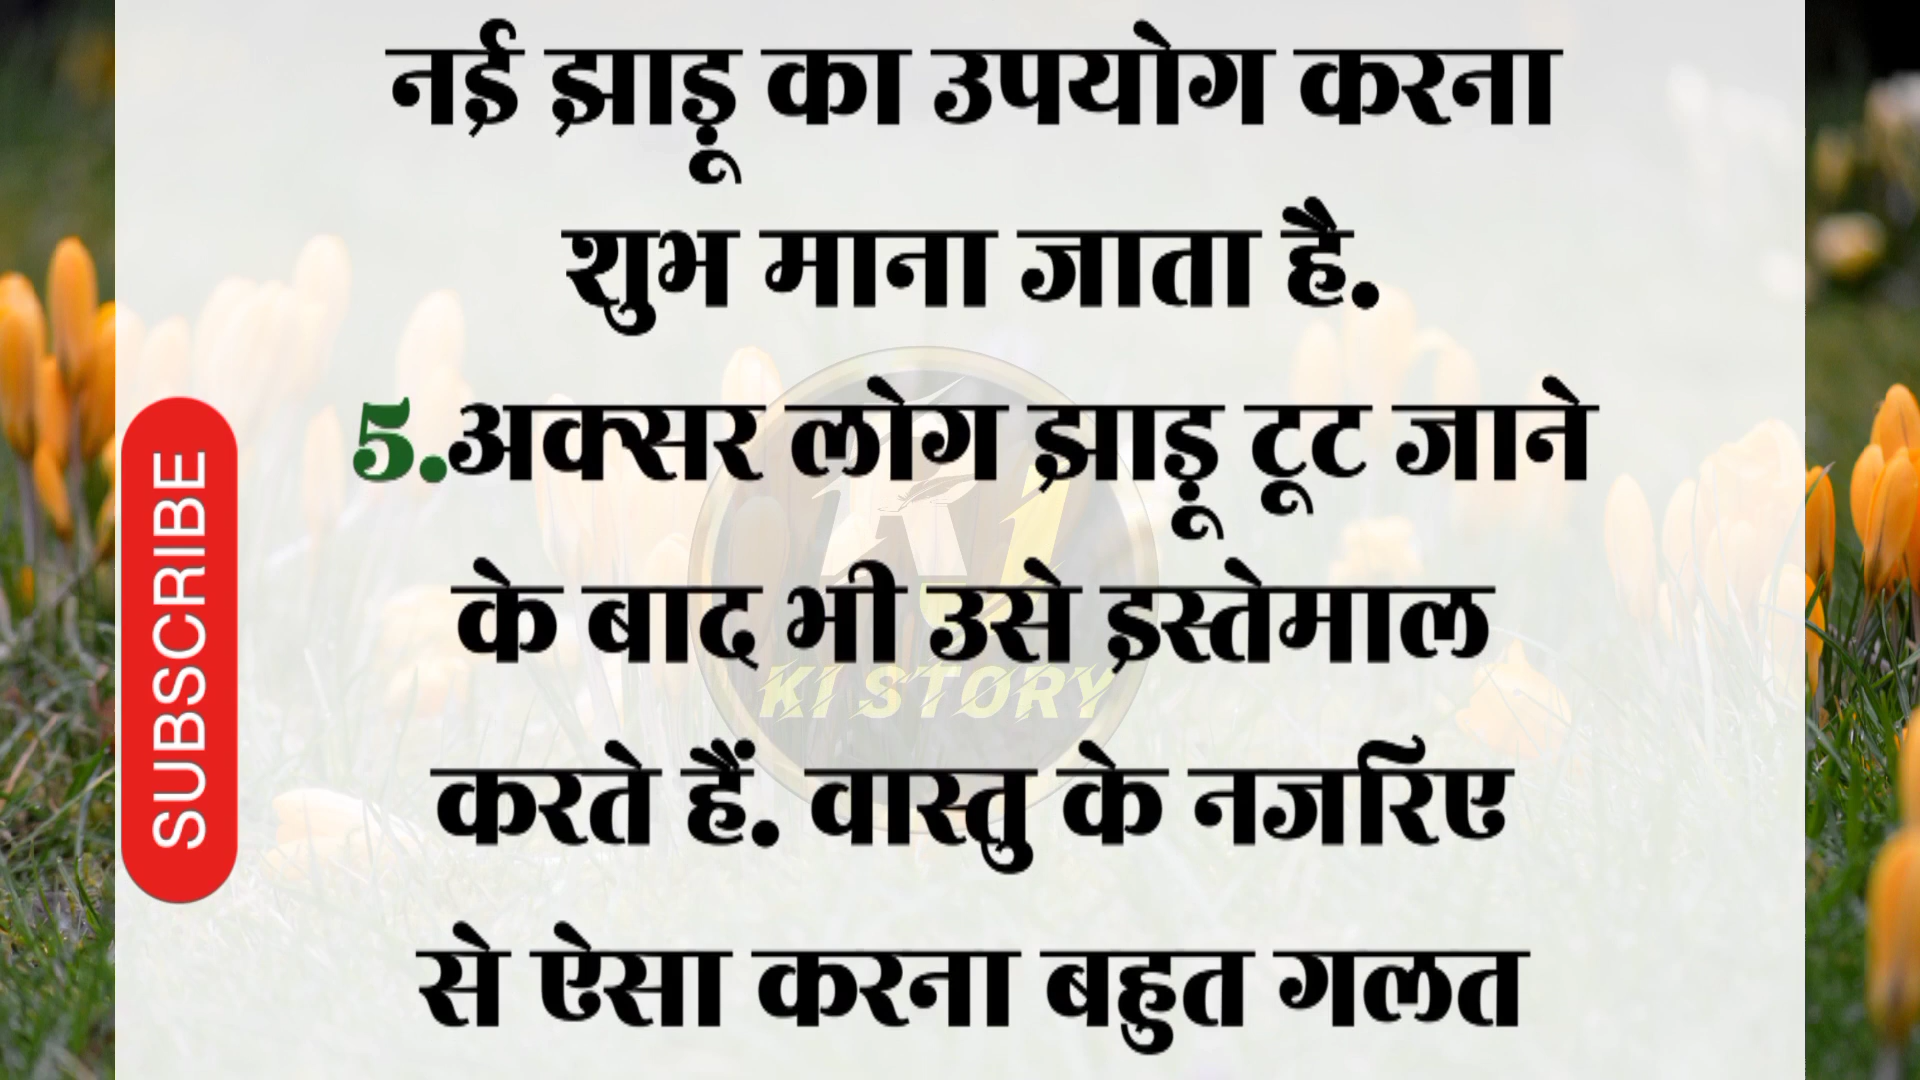 नई झाड़ू का उपयोग करना
शुभ माना जाता है.
5.अक्सर लोग झाड़ू टूट जाने
के बाद भी उसे इस्तेमाल
KI STORY
करते हैं. वास्तु के नजरिए
से ऐसा करना बहुत गलत
SUBSCRIBE